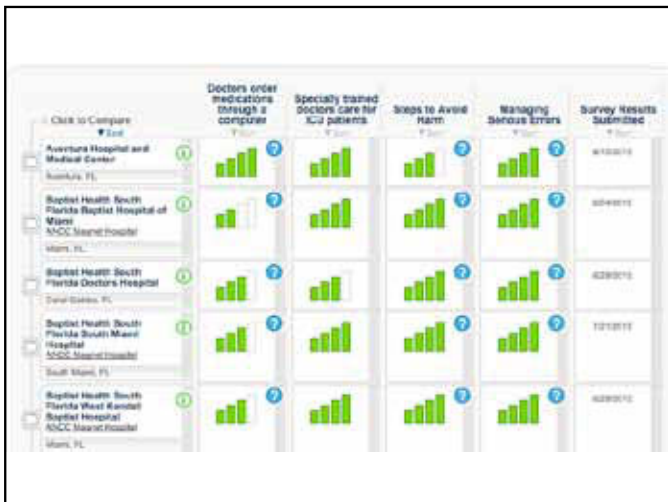 Doctors order
medications
through a
computer
Specially trained
doctors care for
ICU patients
Steps to Avoid
Harm
Managing
Serious Errors
Survey Results
Submitted
Click to Compare
▼ Sort
Aventura Hospital and
Medical Center
Aventura, FL
Baptist Health South
Florida Baptist Hospital of
Miami
ANCC Magnet Hospital
Miami, FL
Baptist Health South
Florida Doctors Hospital
Coral Gables, FL
Baptist Health South
Florida South Miami
Hospital
ANCC Magnet Hospital
South Miami, FL
Baptist Health South
Florida West Kendall
Baptist Hospital
ANCC Magnet Hospital
Miami, FL